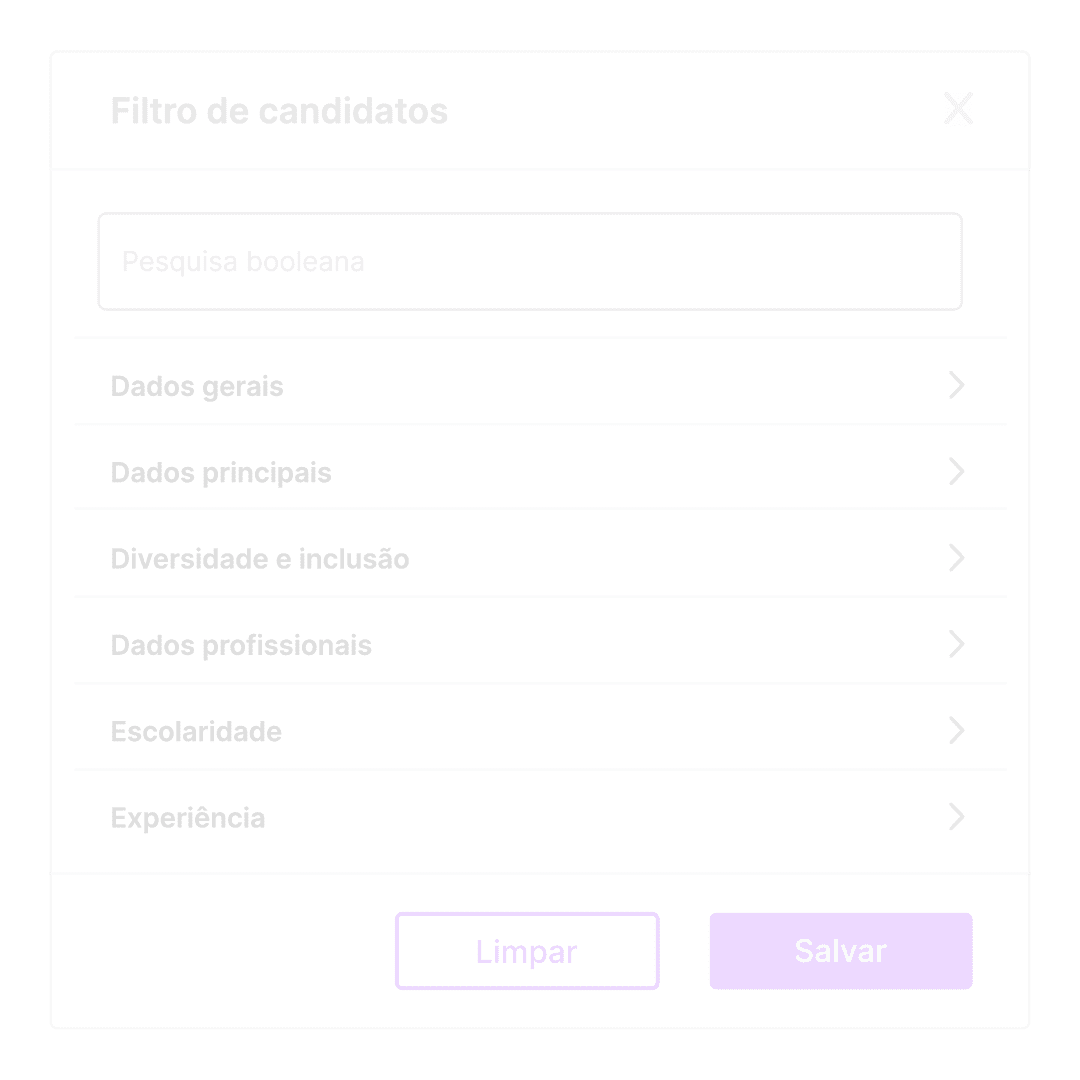 Filtro de candidatos
Pesquisa booleana
Dados gerais
Dados principais
Diversidade e inclusão
Dados profissionais
Escolaridade
Experiência
Limpar
Salvar